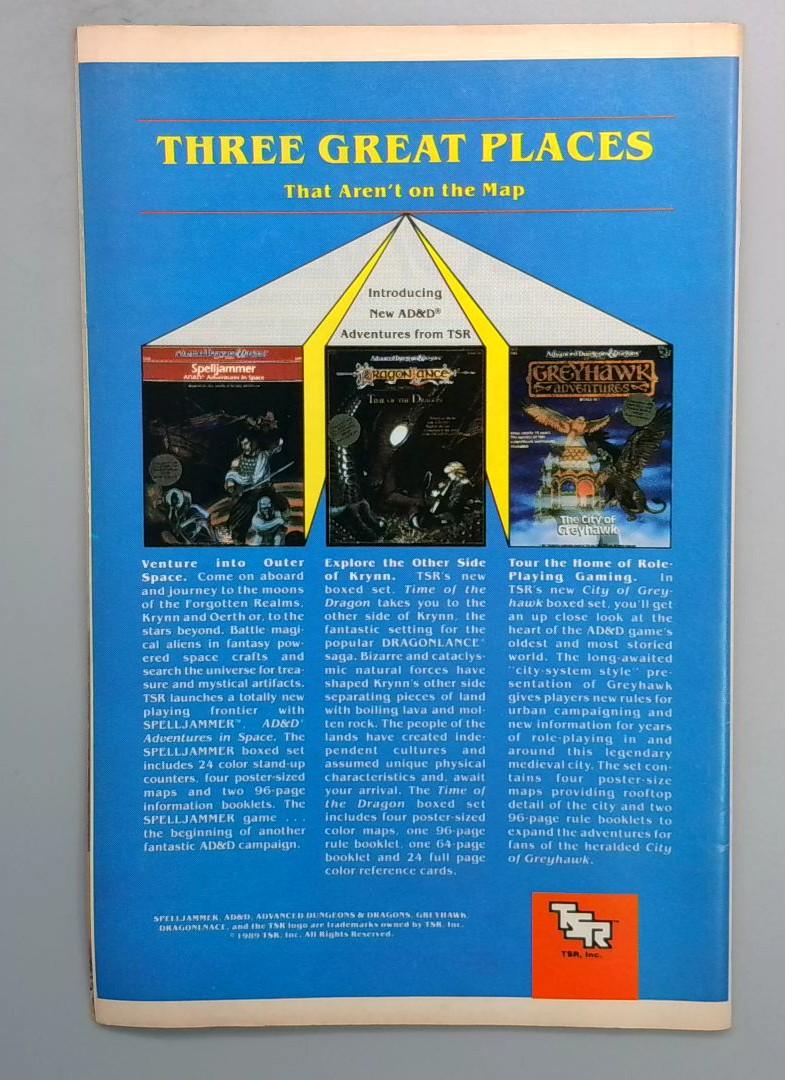 THREE GREAT PLACES
That Aren't on the Map
Introducing
New AD&D®
Adventures from TSR
Advanced Dungeons & Dragons
Spelljammer
AD&D Adventures in Space
Advanced Dungeons & Dragons
DRAGONLANCE
TIME OF THE DRAGON
Advanced Dungeons & Dragons
GREYHAWK
ADVENTURES
The City of
Greyhawk
Venture into Outer
Space. Come on aboard
and journey to the moons
of the Forgotten Realms,
Krynn and Oerth or, to the
stars beyond. Battle magi-
cal aliens in fantasy pow-
ered space crafts and
search the universe for trea-
sure and mystical artifacts.
TSR launches a totally new
playing frontier with
SPELLJAMMER™, AD&D®
Adventures in Space. The
SPELLJAMMER boxed set
includes 24 color stand-up
counters, four poster-sized
maps and two 96-page
information booklets. The
SPELLJAMMER game . . .
the beginning of another
fantastic AD&D campaign.
Explore the Other Side
of Krynn. TSR's new
boxed set, Time of the
Dragon takes you to the
other side of Krynn, the
fantastic setting for the
popular DRAGONLANCE®
saga. Bizarre and cataclys-
mic natural forces have
shaped Krynn's other side
separating pieces of land
with boiling lava and mol-
ten rock. The people of the
lands have created inde-
pendent cultures and
assumed unique physical
characteristics and, await
your arrival. The Time of
the Dragon boxed set
includes four poster-sized
color maps, one 96-page
rule booklet, one 64-page
booklet and 24 full page
color reference cards.
Tour the Home of Role-
Playing Gaming. In
TSR's new City of Grey-
hawk boxed set, you'll get
an up close look at the
heart of the AD&D game's
oldest and most storied
world. The long-awaited
"city-system style" pre-
sentation of Greyhawk
gives players new rules for
urban campaigning and
new information for years
of role-playing in and
around this legendary
medieval city. The set con-
tains four poster-size
maps providing rooftop
detail of the city and two
96-page rule booklets to
expand the adventures for
fans of the heralded City
of Greyhawk.
SPELLJAMMER, AD&D, ADVANCED DUNGEONS & DRAGONS, GREYHAWK,
DRAGONLNACE, and the TSR logo are trademarks owned by TSR, Inc.
© 1989 TSR, Inc. All Rights Reserved.
TSR™
TSR, Inc.